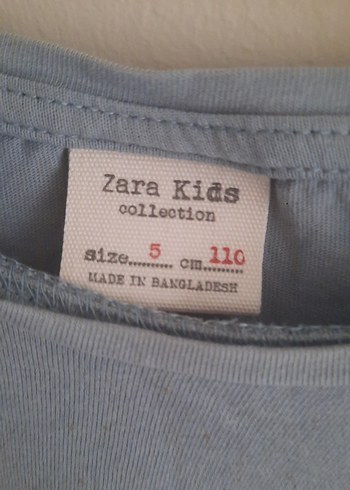 Zara Kids
collection
size......... 5 cm......... 110
MADE IN BANGLADESH